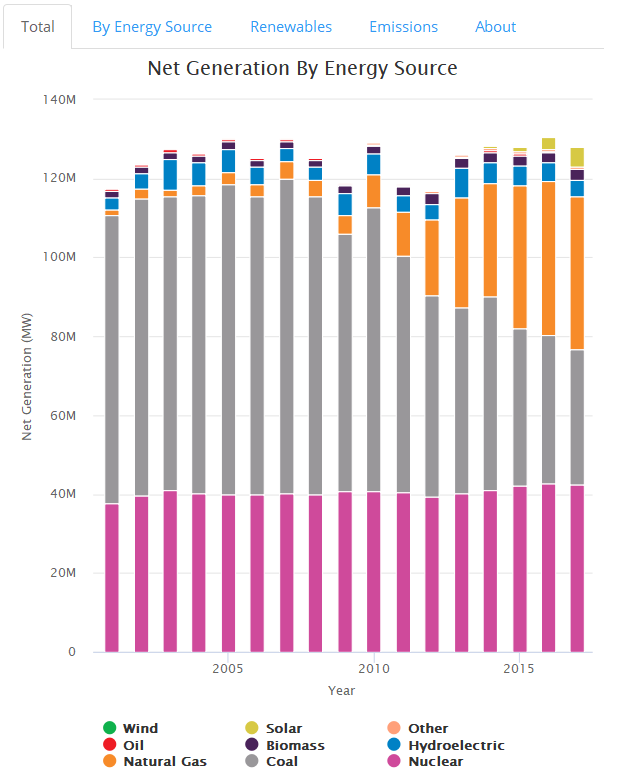 Total By Energy Source Renewables Emissions About
Net Generation By Energy Source
140M
120M
100M
80M
60M
40M
20M
0
Net Generation (MW)
2005 2010 2015
Year
Wind Solar Other
Oil Biomass Hydroelectric
Natural Gas Coal Nuclear